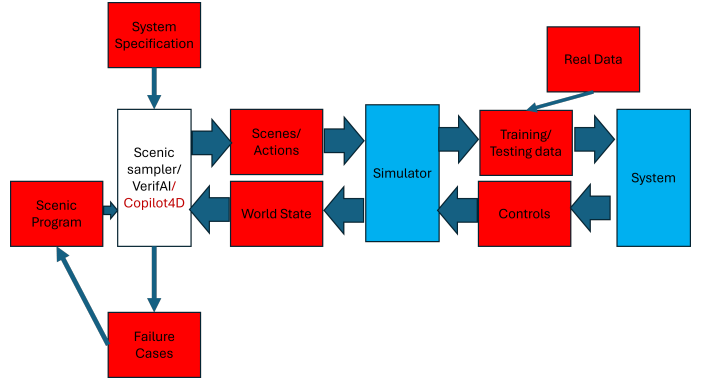 System
Specification
Real Data
Scenic
sampler/
VerifAI/
Copilot4D
Scenes/
Actions
Simulator
Training/
Testing data
System
Scenic
Program
World State
Controls
Failure
Cases